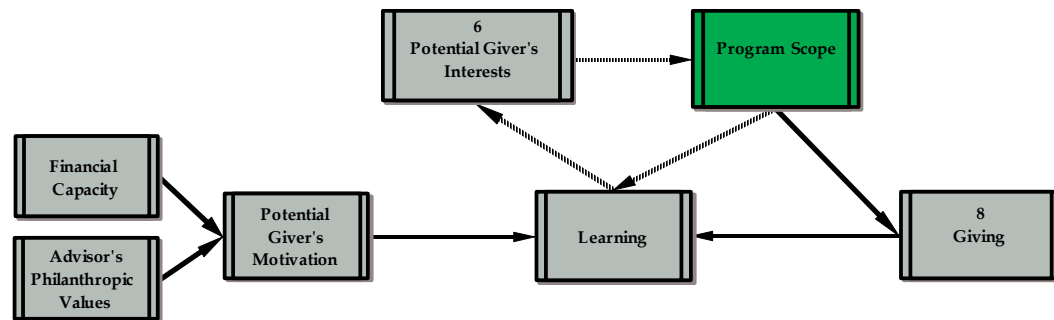 6
Potential Giver's
Interests
Program Scope
Financial
Capacity
Advisor's
Philanthropic
Values
Potential
Giver's
Motivation
Learning
8
Giving